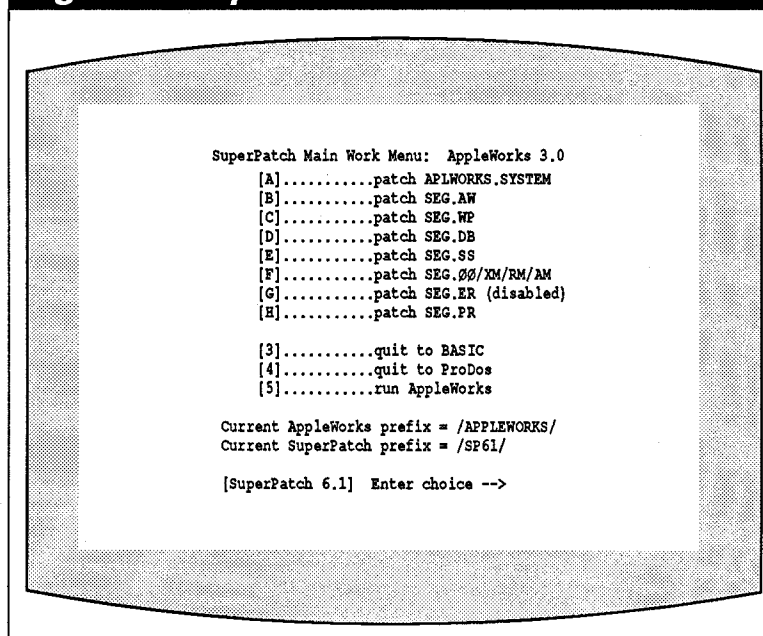 SuperPatch Main Work Menu: AppleWorks 3.0
[A]...........patch APLWORKS.SYSTEM
[B]...........patch SEG.AW
[C]...........patch SEG.WP
[D]...........patch SEG.DB
[E]...........patch SEG.SS
[F]...........patch SEG.ØØ/XM/RM/AM
[G]...........patch SEG.ER (disabled)
[H]...........patch SEG.PR
[3]...........quit to BASIC
[4]...........quit to ProDos
[5]...........run AppleWorks
Current AppleWorks prefix = /APPLEWORKS/
Current SuperPatch prefix = /SP61/
[SuperPatch 6.1] Enter choice -->